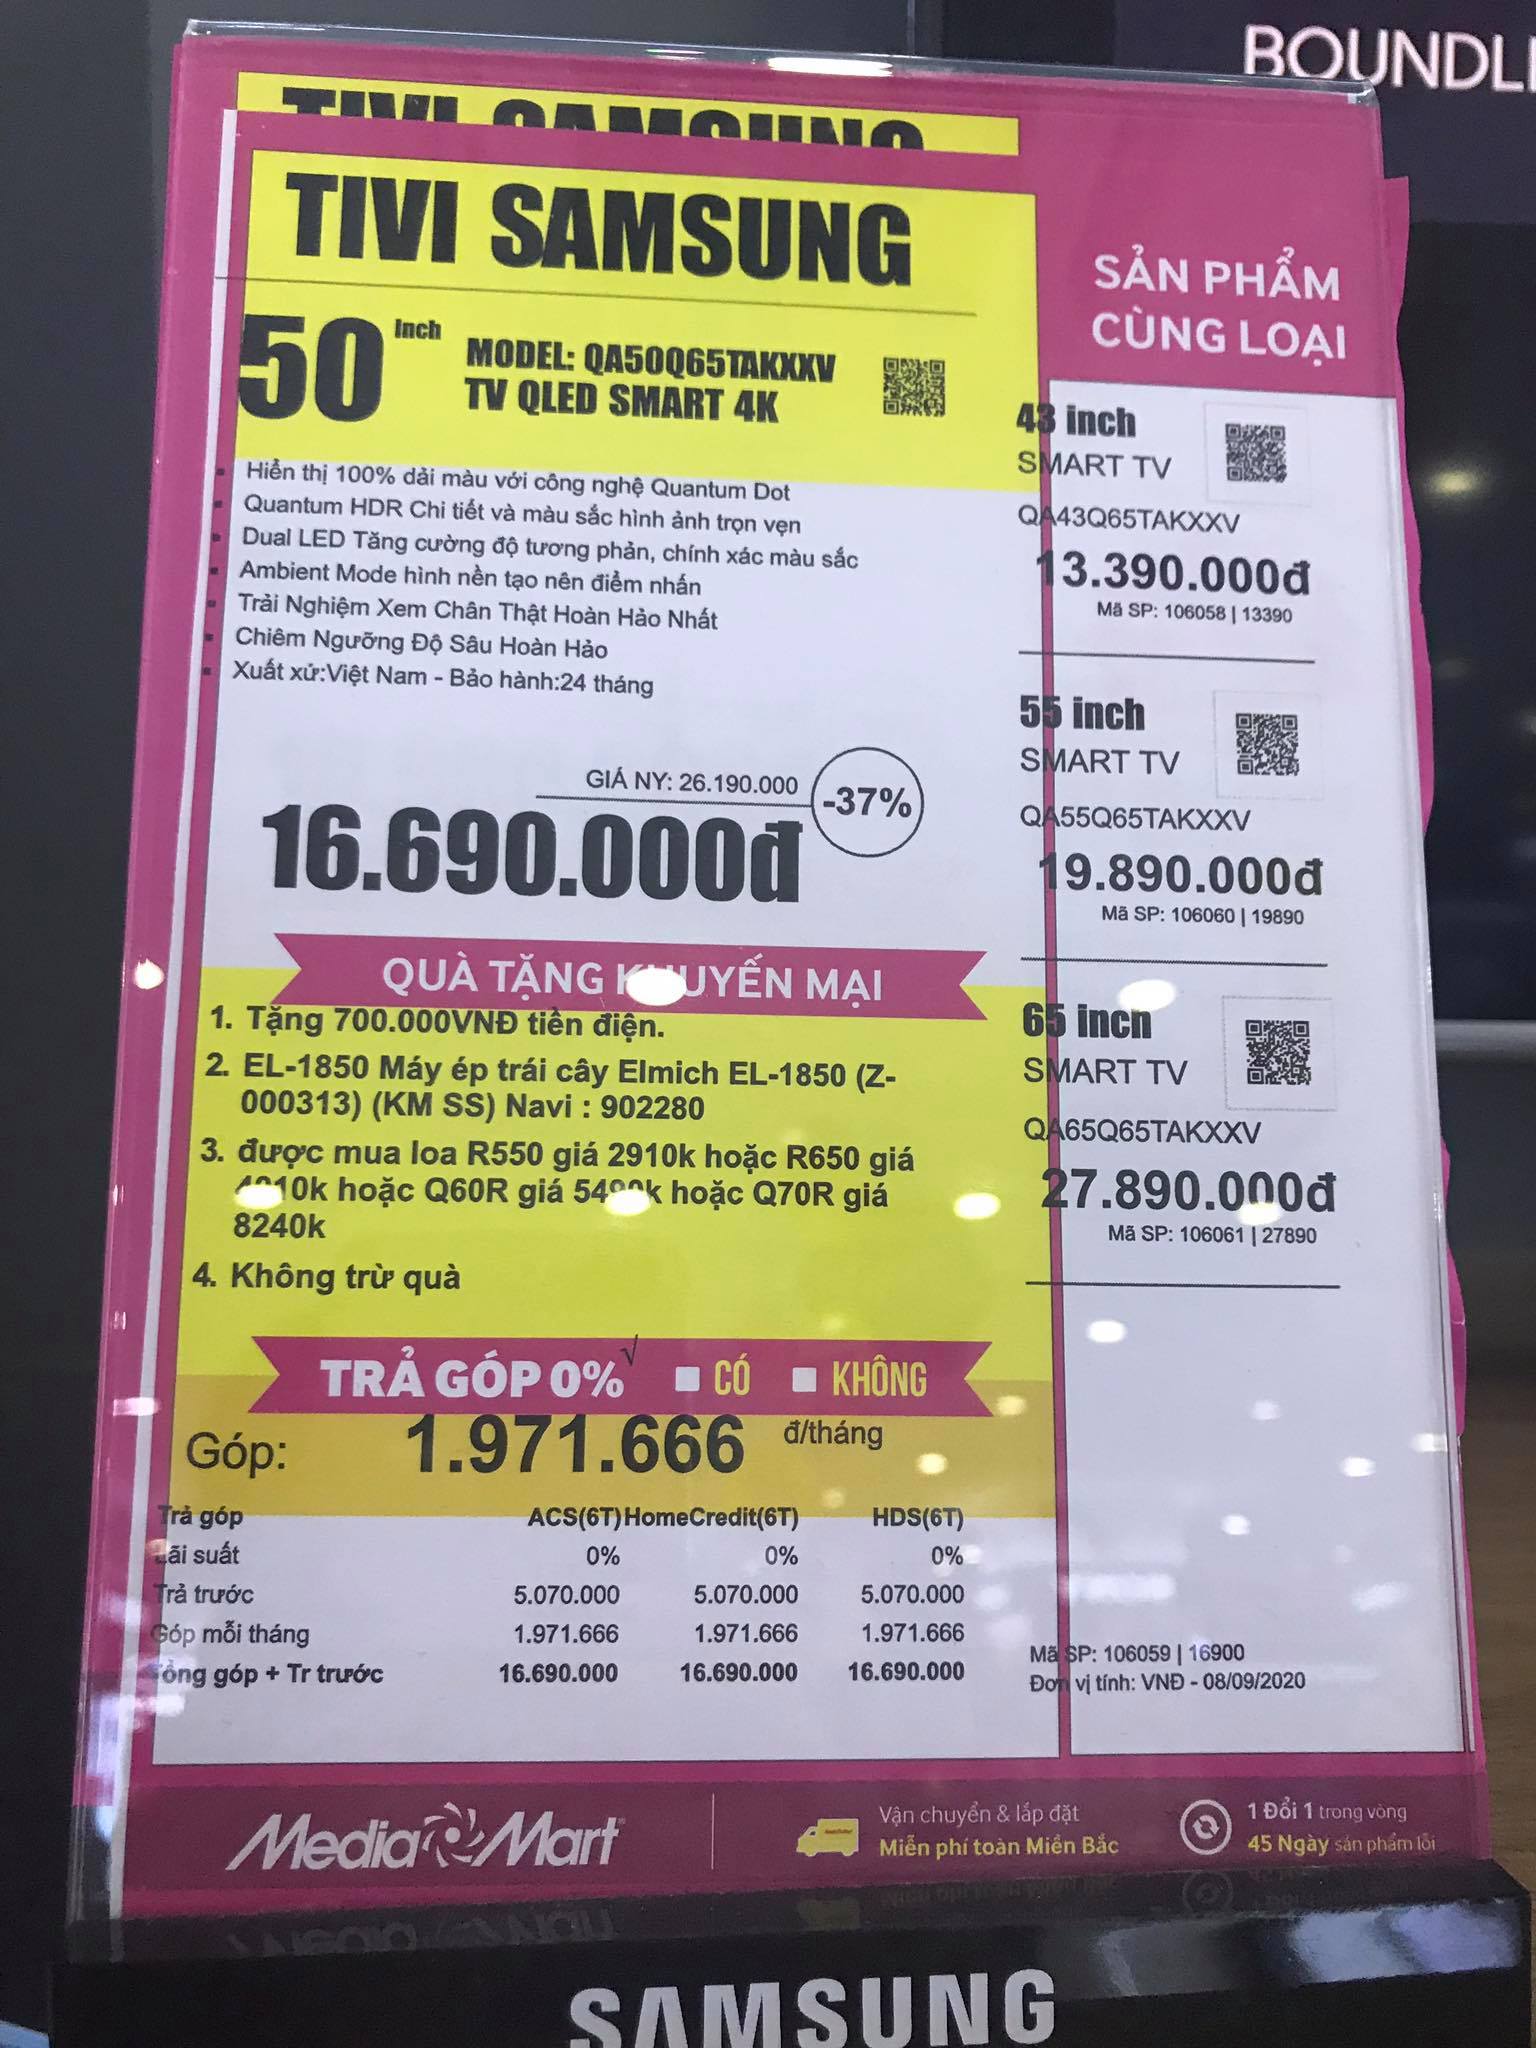 BOUNDL
TIVI SAMSUNG
TIVI SAMSUNG
50 Inch
MODEL: QA50Q65TAKXXV
TV QLED SMART 4K
Hiển thị 100% dải màu với công nghệ Quantum Dot
Quantum HDR Chi tiết và màu sắc hình ảnh trọn vẹn
Dual LED Tăng cường độ tương phản, chính xác màu sắc
Ambient Mode hình nền tạo nên điểm nhấn
Trải Nghiệm Xem Chân Thật Hoàn Hảo Nhất
Chiêm Ngưỡng Độ Sâu Hoàn Hảo
Xuất xứ:Việt Nam - Bảo hành:24 tháng
GIÁ NY: 26.190.000
-37%
16.690.000đ
QUÀ TẶNG KHUYẾN MẠI
1. Tặng 700.000VNĐ tiền điện.
2. EL-1850 Máy ép trái cây Elmich EL-1850 (Z-
000313) (KM SS) Navi : 902280
3. được mua loa R550 giá 2910k hoặc R650 giá
hoặc Q60R giá hoặc Q70R giá
8240k
4. Không trừ quà
TRẢ GÓP 0% √ CÓ KHÔNG
Góp: 1.971.666 đ/tháng
Trả góp ACS(6T) HomeCredit(6T) HDS(6T)
Lãi suất 0% 0% 0%
Trả trước 5.070.000 5.070.000 5.070.000
Góp mỗi tháng 1.971.666 1.971.666 1.971.666
Tổng góp + Tr trước 16.690.000 16.690.000 16.690.000
SẢN PHẨM
CÙNG LOẠI
43 inch
SMART TV
QA43Q65TAKXXV
13.390.000đ
Mã SP: 106058 | 13390
55 inch
SMART TV
QA55Q65TAKXXV
19.890.000đ
Mã SP: 106060 | 19890
65 inch
SMART TV
QA65Q65TAKXXV
27.890.000đ
Mã SP: 106061 | 27890
Mã SP: 106059 | 16900
Đơn vị tính: VNĐ - 08/09/2020
MediaMart
Vận chuyển & lắp đặt
Miễn phí toàn Miền Bắc
1 Đổi 1 trong vòng
45 Ngày sản phẩm lỗi
SAMSUNG